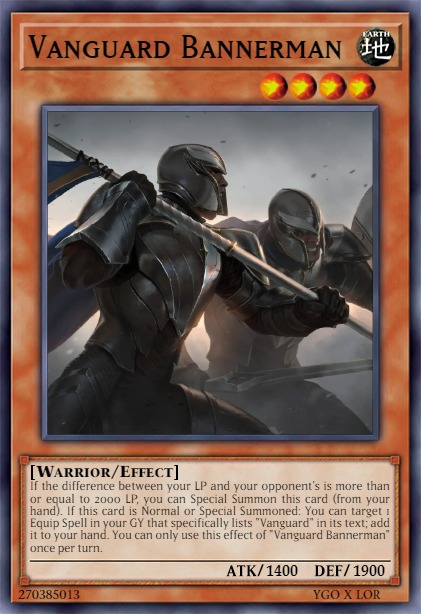 VANGUARD BANNERMAN
EARTH
地
[WARRIOR/EFFECT]
If the difference between your LP and your opponent's is more than
or equal to 2000 LP, you can Special Summon this card (from your
hand). If this card is Normal or Special Summoned: You can target 1
Equip Spell in your GY that specifically lists "Vanguard" in its text; add
it to your hand. You can only use this effect of "Vanguard Bannerman"
once per turn.
ATK/1400 DEF/1900
270385013 YGO X LOR